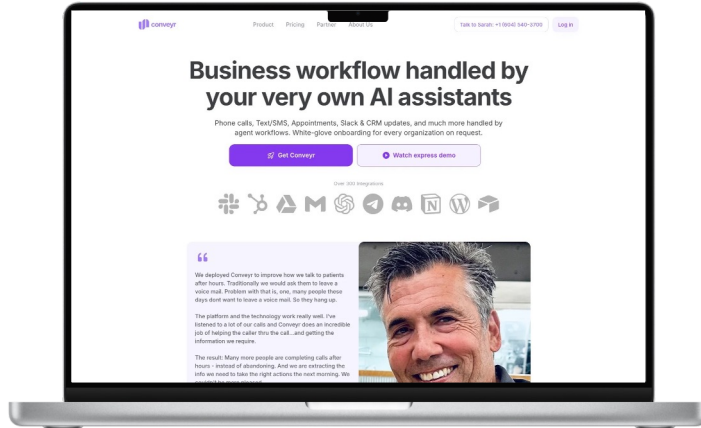 conveyr
Product Pricing Partner About Us
Talk to Sarah: +1 (604) 540-3700 Log in
Business workflow handled by
your very own AI assistants
Phone calls, Text/SMS, Appointments, Slack & CRM updates, and much more handled by
agent workflows. White-glove onboarding for every organization on request.
Get Conveyr Watch express demo
Over 300 Integrations
“
We deployed Conveyr to improve how we talk to patients
after hours. Traditionally we would ask them to leave a
voice mail. Problem with that is, one, many people these
days dont want to leave a voice mail. So they hang up.
The platform and the technology work really well. I've
listened to a lot of our calls and Conveyr does an incredible
job of helping the caller thru the call...and getting the
information we require.
The result: Many more people are completing calls after
hours - instead of abandoning. And we are extracting the
info we need to take the right actions the next morning. We